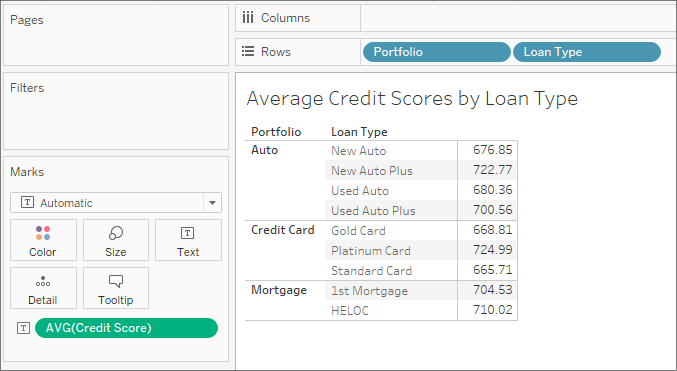 Pages
Columns
Rows
Portfolio
Loan Type
Filters
Marks
T Automatic
Color
Size
T
Text
Detail
Tooltip
T AVG(Credit Score)
Average Credit Scores by Loan Type
Portfolio Loan Type
Auto New Auto 676.85
New Auto Plus 722.77
Used Auto 680.36
Used Auto Plus 700.56
Credit Card Gold Card 668.81
Platinum Card 724.99
Standard Card 665.71
Mortgage 1st Mortgage 704.53
HELOC 710.02